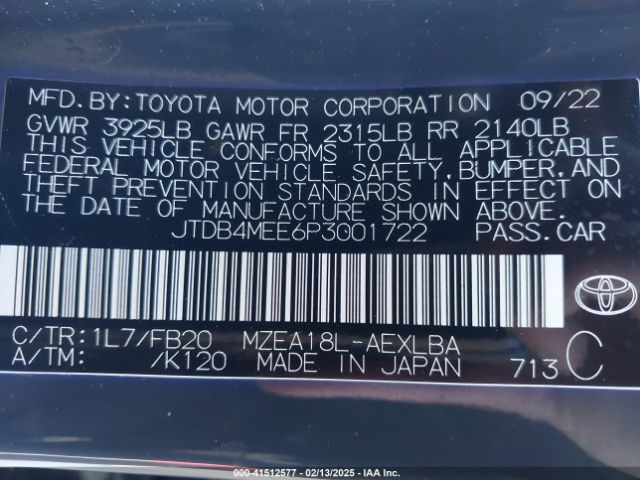 MFD.BY:TOYOTA MOTOR CORPORATION 09/22
GVWR 3925LB GAWR FR 2315LB RR 2140LB
THIS VEHICLE CONFORMS TO ALL APPLICABLE
FEDERAL MOTOR VEHICLE SAFETY,BUMPER,AND
THEFT PREVENTION STANDARDS IN EFFECT ON
THE DATE OF MANUFACTURE SHOWN ABOVE.
JTDB4MEE6P3001722 PASS.CAR
C/TR:1L7/FB20 MZEA18L-AEXLBA
A/TM: /K120 MADE IN JAPAN 713 C
000-41512577 - 02/13/2025 - IAA Inc.